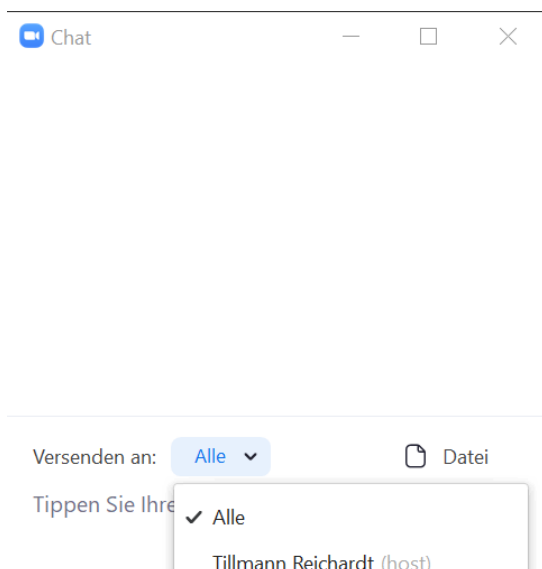 Chat
Versenden an: Alle Datei
Tippen Sie Ihre
Alle
Tillmann Reichardt (host)